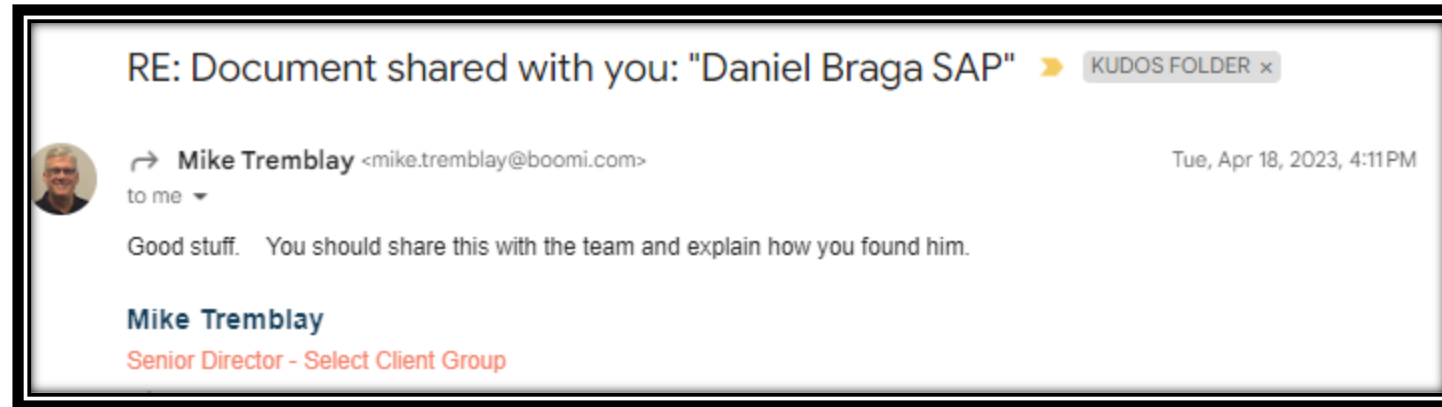 RE: Document shared with you: "Daniel Braga SAP" KUDOS FOLDER ×
Mike Tremblay <mike.tremblay@boomi.com> Tue, Apr 18, 2023, 4:11 PM
to me
Good stuff. You should share this with the team and explain how you found him.
Mike Tremblay
Senior Director - Select Client Group